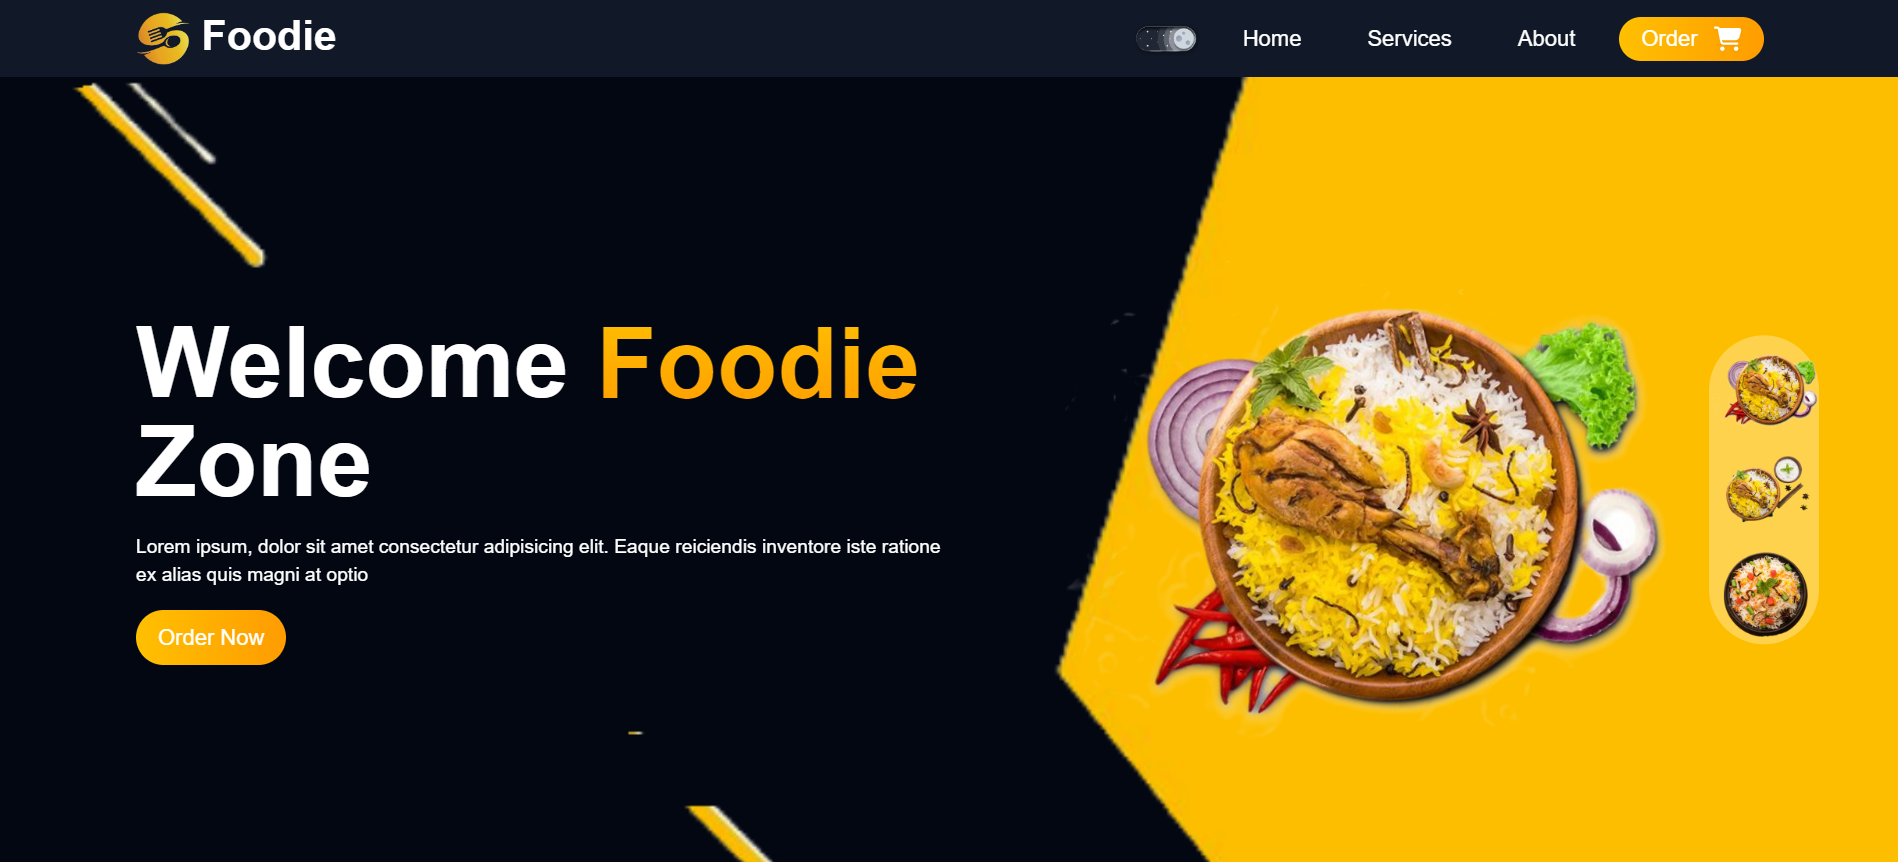 Foodie
Home
Services
About
Order
Welcome Foodie
Zone
Lorem ipsum, dolor sit amet consectetur adipisicing elit. Eaque reiciendis inventore iste ratione
ex alias quis magni at optio
Order Now